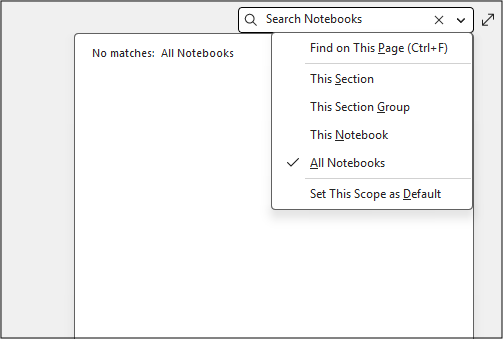 Search Notebooks
No matches: All Notebooks
Find on This Page (Ctrl+F)
This Section
This Section Group
This Notebook
All Notebooks
Set This Scope as Default